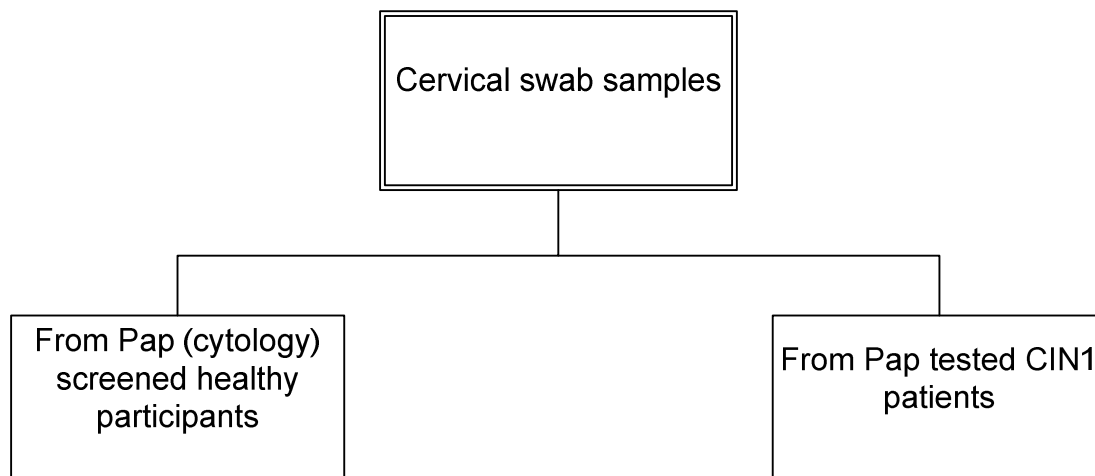 Cervical swab samples
From Pap (cytology)
screened healthy
participants
From Pap tested CIN1
patients